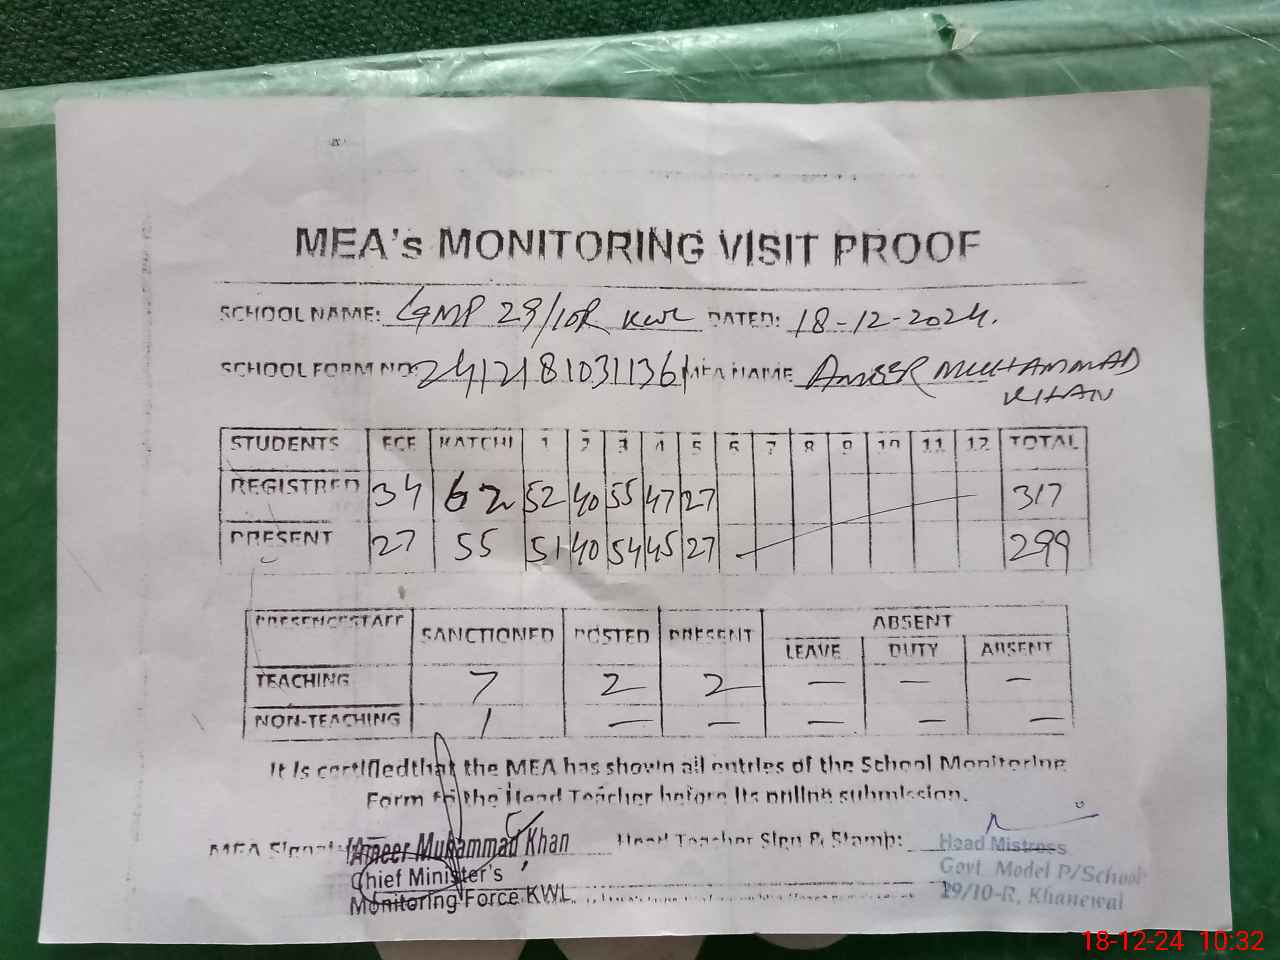 MEA's MONITORING VISIT PROOF
SCHOOL NAME: GMP 29/10R KWL DATED: 18-12-2024.
SCHOOL FORM NO: 2412181031136 MEA NAME AMEER MUHAMMAD
KHAN
STUDENTS ECE KATCHI 1 2 3 4 5 6 7 8 9 10 11 12 TOTAL
REGISTRED 34 62 52 40 55 47 27 317
PRESENT 27 55 51 40 54 45 27 299
PRESENCE STAFF SANCTIONED POSTED PRESENT ABSENT
LEAVE DUTY ABSENT
TEACHING 7 2 2 — — —
NON-TEACHING 1 — — — — —
It Is certified that the MEA has shown all entries of the School Monitoring
Form to the Head Teacher before its online submission.
MEA Signat Ameer Muhammad Khan Head Teacher Sign & Stamp: Head Mistress
Chief Minister's Govt. Model P/School
Monitoring Force KWL 29/10-R, Khanewal
18-12-24 10:32